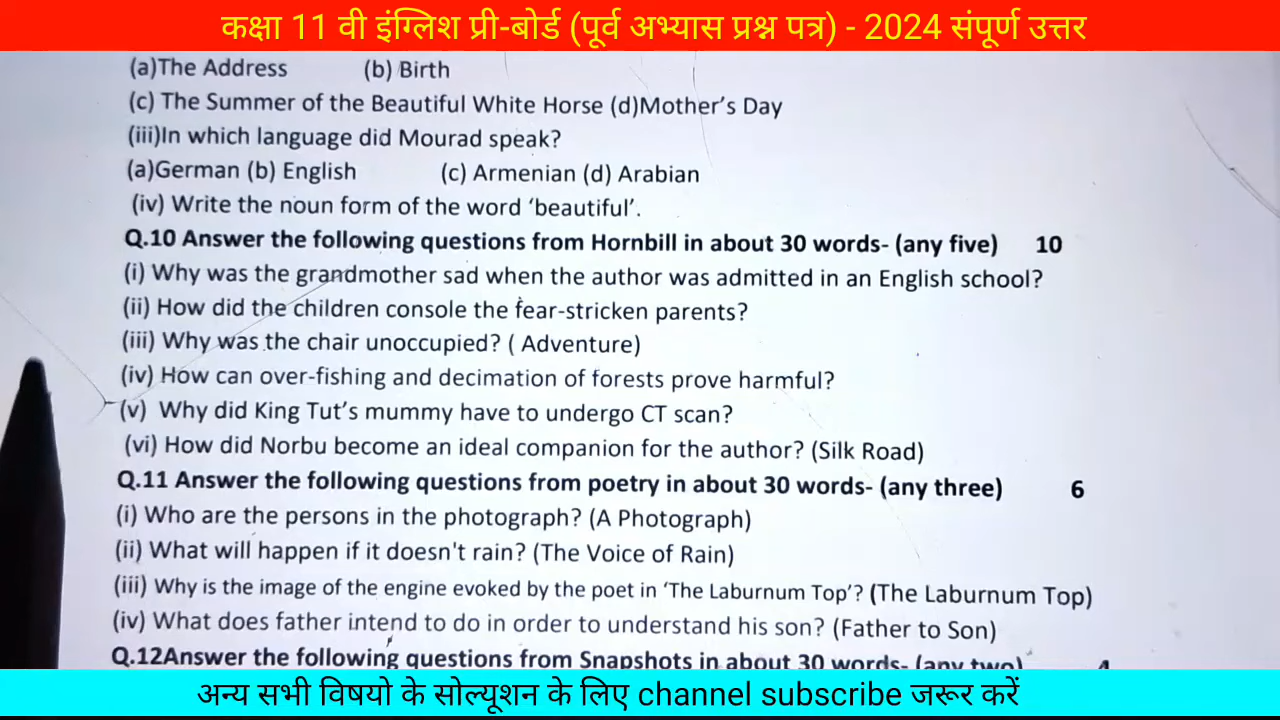 कक्षा 11 वी इंग्लिश प्री-बोर्ड (पूर्व अभ्यास प्रश्न पत्र) - 2024 संपूर्ण उत्तर
(a)The Address (b) Birth
(c) The Summer of the Beautiful White Horse (d)Mother's Day
(iii)In which language did Mourad speak?
(a)German (b) English (c) Armenian (d) Arabian
(iv) Write the noun form of the word 'beautiful'.
Q.10 Answer the following questions from Hornbill in about 30 words- (any five) 10
(i) Why was the grandmother sad when the author was admitted in an English school?
(ii) How did the children console the fear-stricken parents?
(iii) Why was the chair unoccupied? ( Adventure)
(iv) How can over-fishing and decimation of forests prove harmful?
(v) Why did King Tut's mummy have to undergo CT scan?
(vi) How did Norbu become an ideal companion for the author? (Silk Road)
Q.11 Answer the following questions from poetry in about 30 words- (any three) 6
(i) Who are the persons in the photograph? (A Photograph)
(ii) What will happen if it doesn't rain? (The Voice of Rain)
(iii) Why is the image of the engine evoked by the poet in 'The Laburnum Top'? (The Laburnum Top)
(iv) What does father intend to do in order to understand his son? (Father to Son)
Q.12Answer the following questions from Snapshots in about 30 words- (any two) 4
अन्य सभी विषयो के सोल्यूशन के लिए channel subscribe जरूर करें